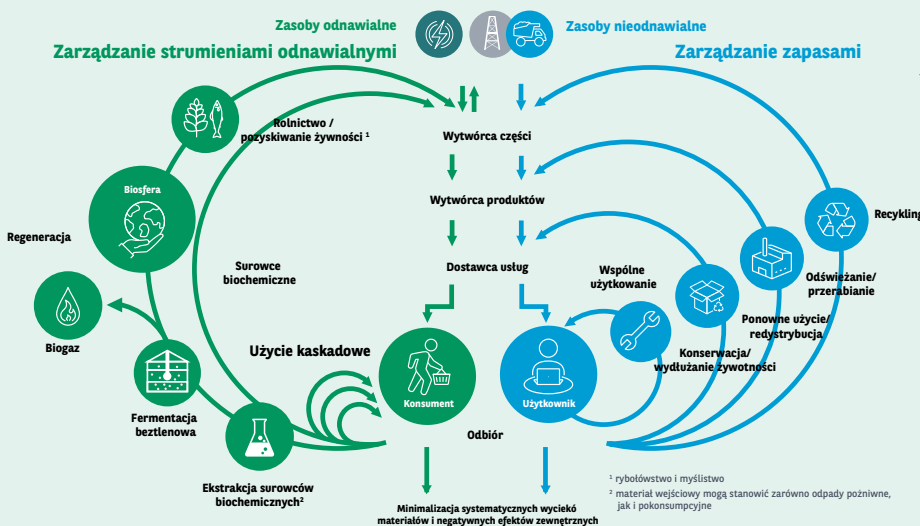 Zasoby odnawialne
Zasoby nieodnawialne
Zarządzanie strumieniami odnawialnymi
Zarządzanie zapasami
Rolnictwo /
pozyskiwanie żywności ¹
Wytwórca części
Biosfera
Wytwórca produktów
Recykling
Regeneracja
Surowce
biochemiczne
Dostawca usług
Wspólne
użytkowanie
Odświeżanie/
przerabianie
Ponowne użycie/
redystrybucja
Biogaz
Użycie kaskadowe
Konserwacja/
wydłużanie żywotności
Konsument
Użytkownik
Fermentacja
beztlenowa
Odbiór
Ekstrakcja surowców
biochemicznych²
¹ rybołówstwo i myślistwo
² materiał wejściowy mogą stanowić zarówno odpady pożniwne,
jak i pokonsumpcyjne
Minimalizacja systematycznych wyciekó
materiałów i negatywnych efektów zewnętrznych